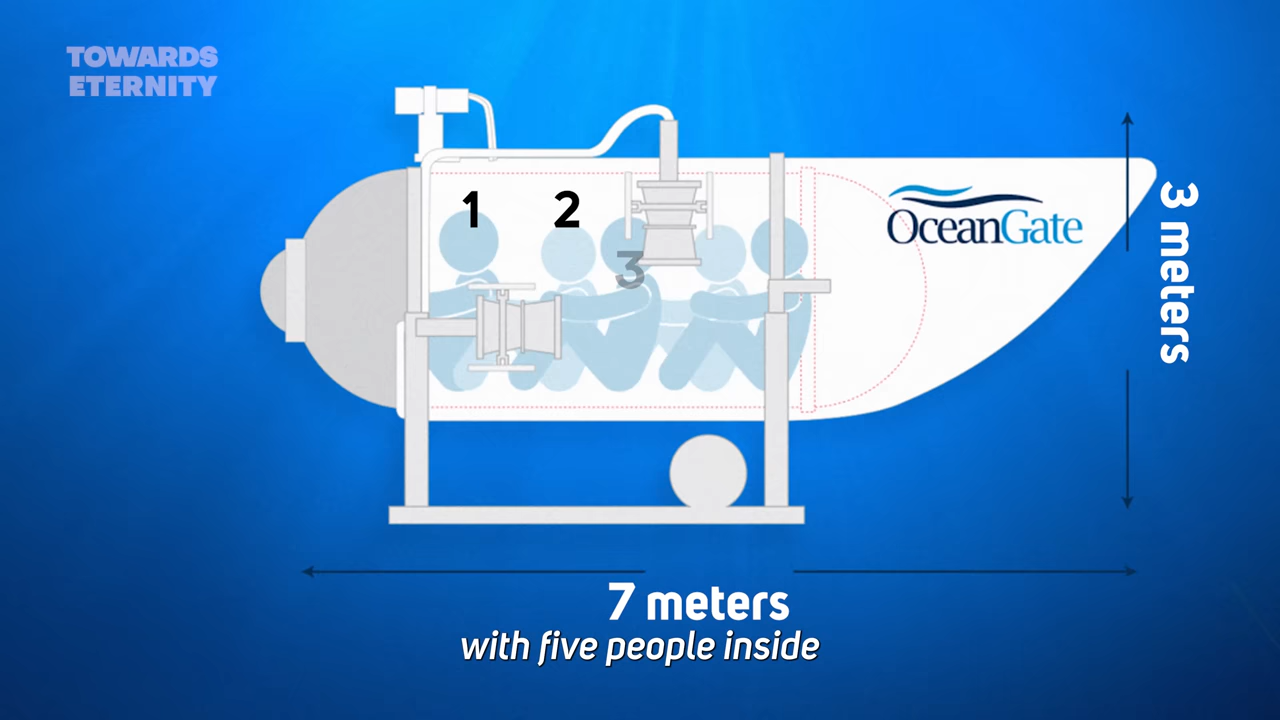 TOWARDS
ETERNITY
1 2
3
OceanGate
3 meters
7 meters
with five people inside